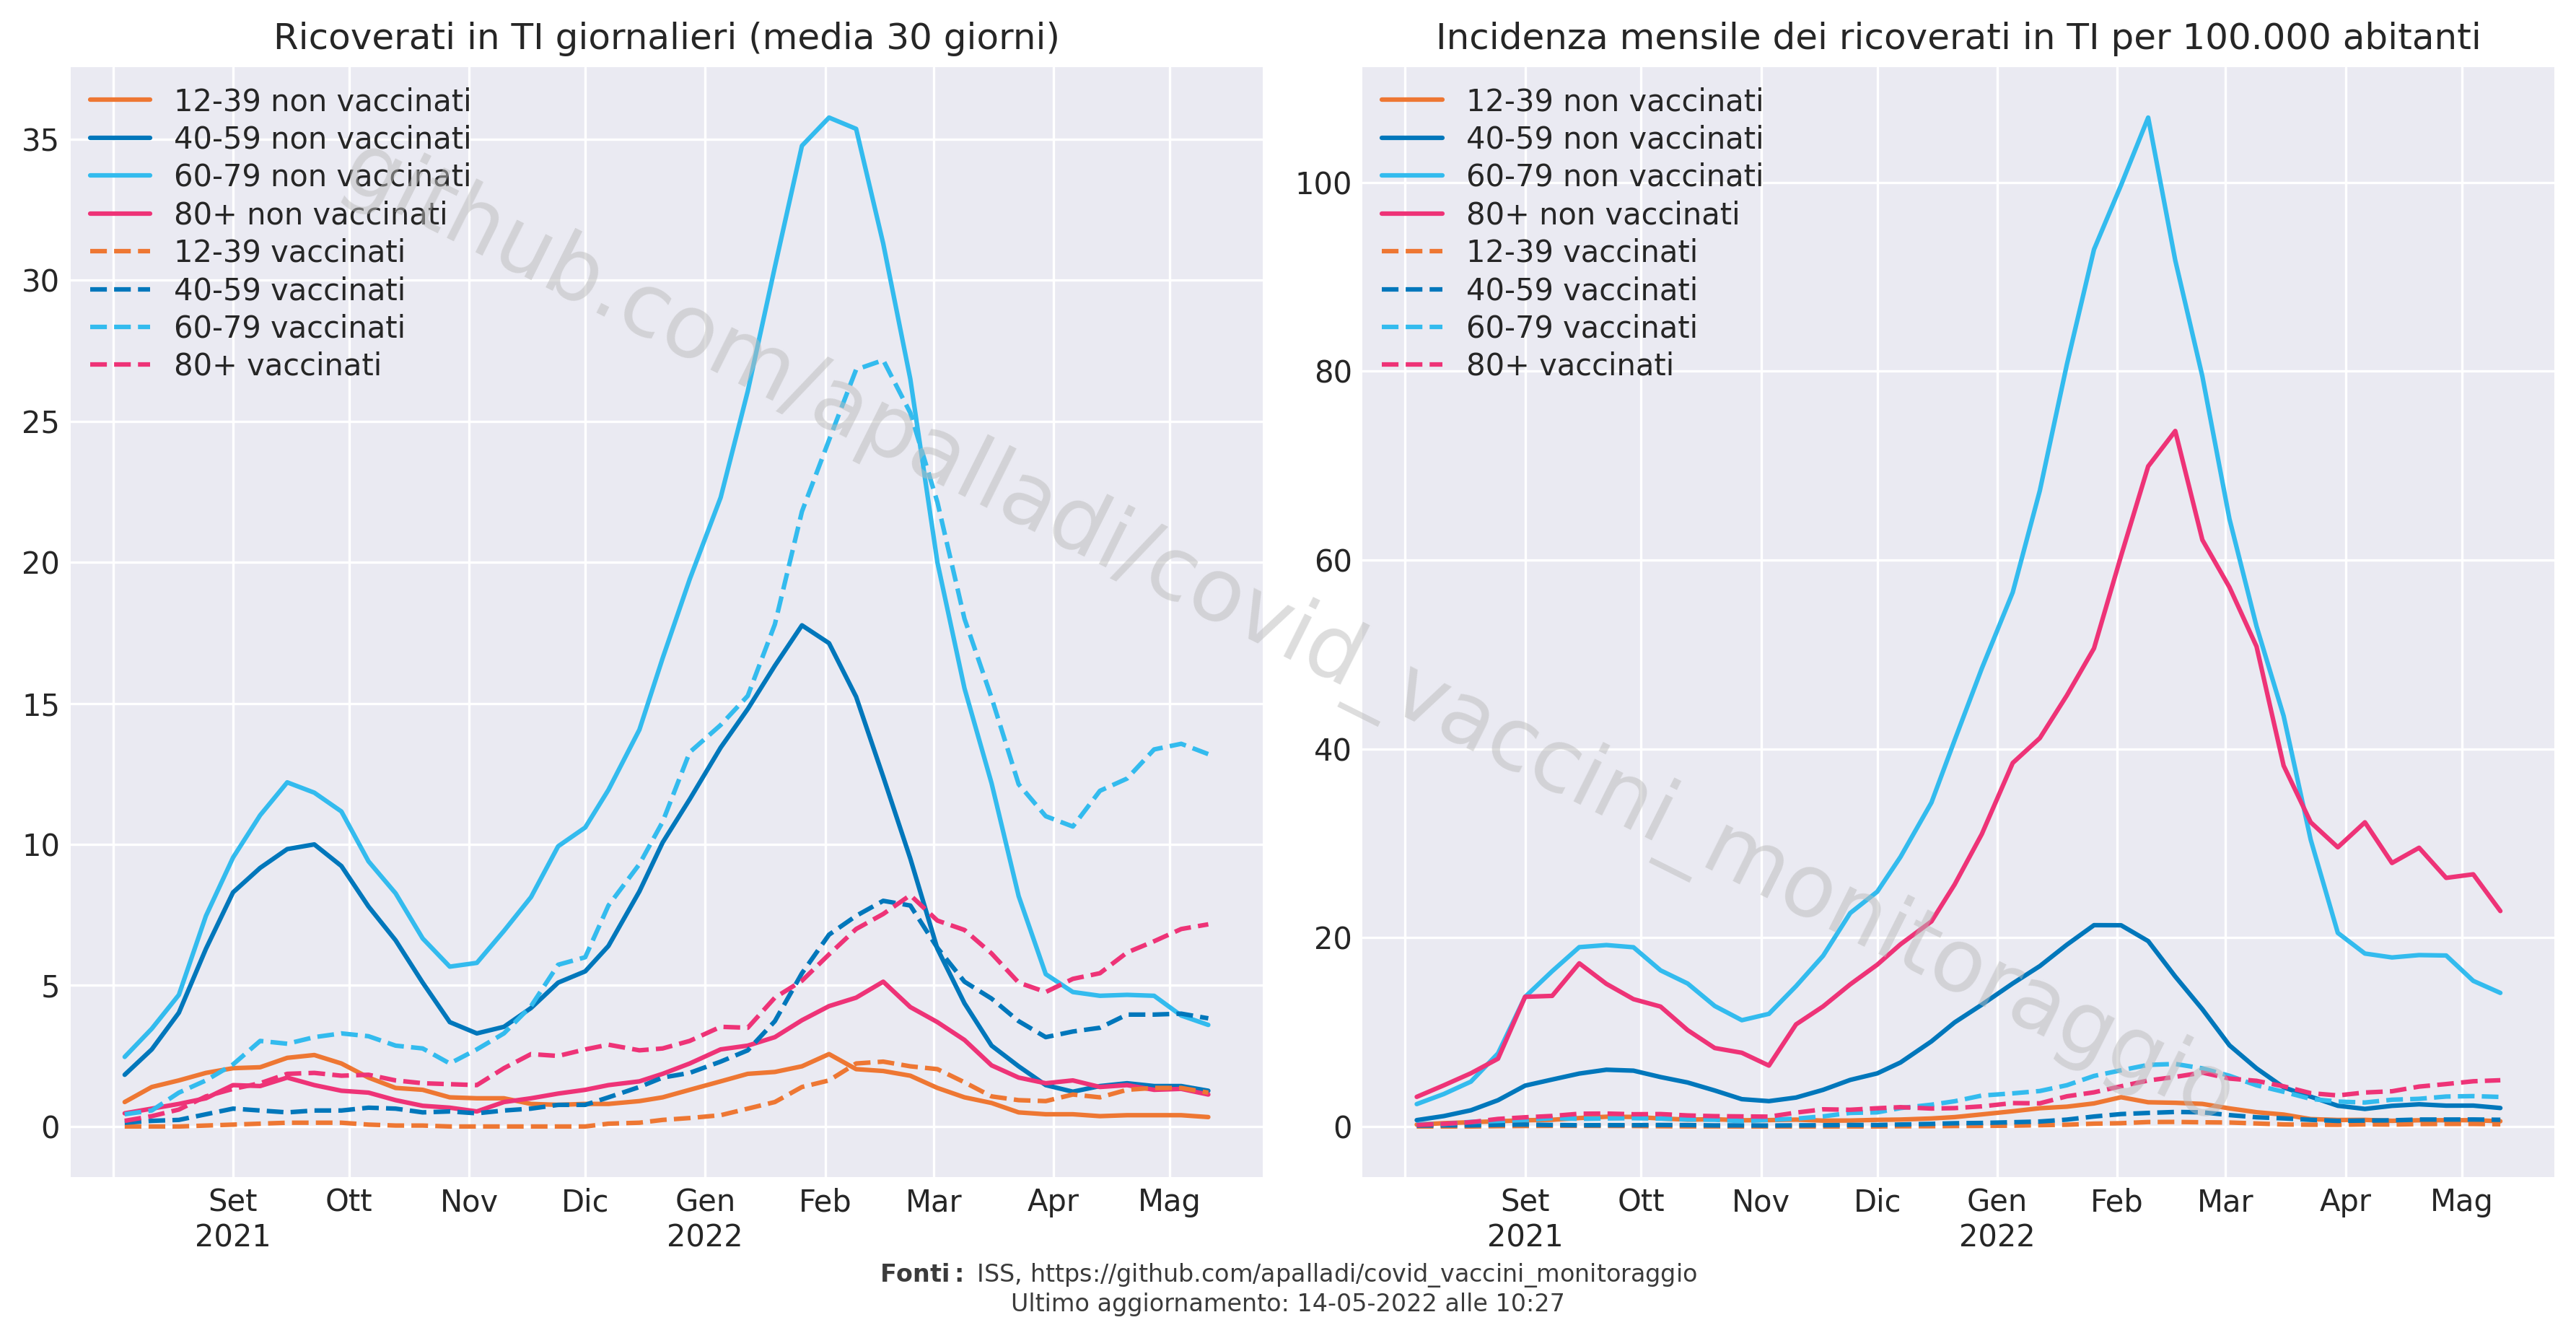 Ricoverati in TI giornalieri (media 30 giorni)
12-39 non vaccinati
40-59 non vaccinati
60-79 non vaccinati
80+ non vaccinati
12-39 vaccinati
40-59 vaccinati
60-79 vaccinati
80+ vaccinati
35
30
25
20
15
10
5
0
Set
2021
Ott
Nov
Dic
Gen
2022
Feb
Mar
Apr
Mag
Incidenza mensile dei ricoverati in TI per 100.000 abitanti
12-39 non vaccinati
40-59 non vaccinati
60-79 non vaccinati
80+ non vaccinati
12-39 vaccinati
40-59 vaccinati
60-79 vaccinati
80+ vaccinati
100
80
60
40
20
0
Set
2021
Ott
Nov
Dic
Gen
2022
Feb
Mar
Apr
Mag
github.com/apalladi/covid_vaccini_monitoraggio
Fonti: ISS, https://github.com/apalladi/covid_vaccini_monitoraggio
Ultimo aggiornamento: 14-05-2022 alle 10:27